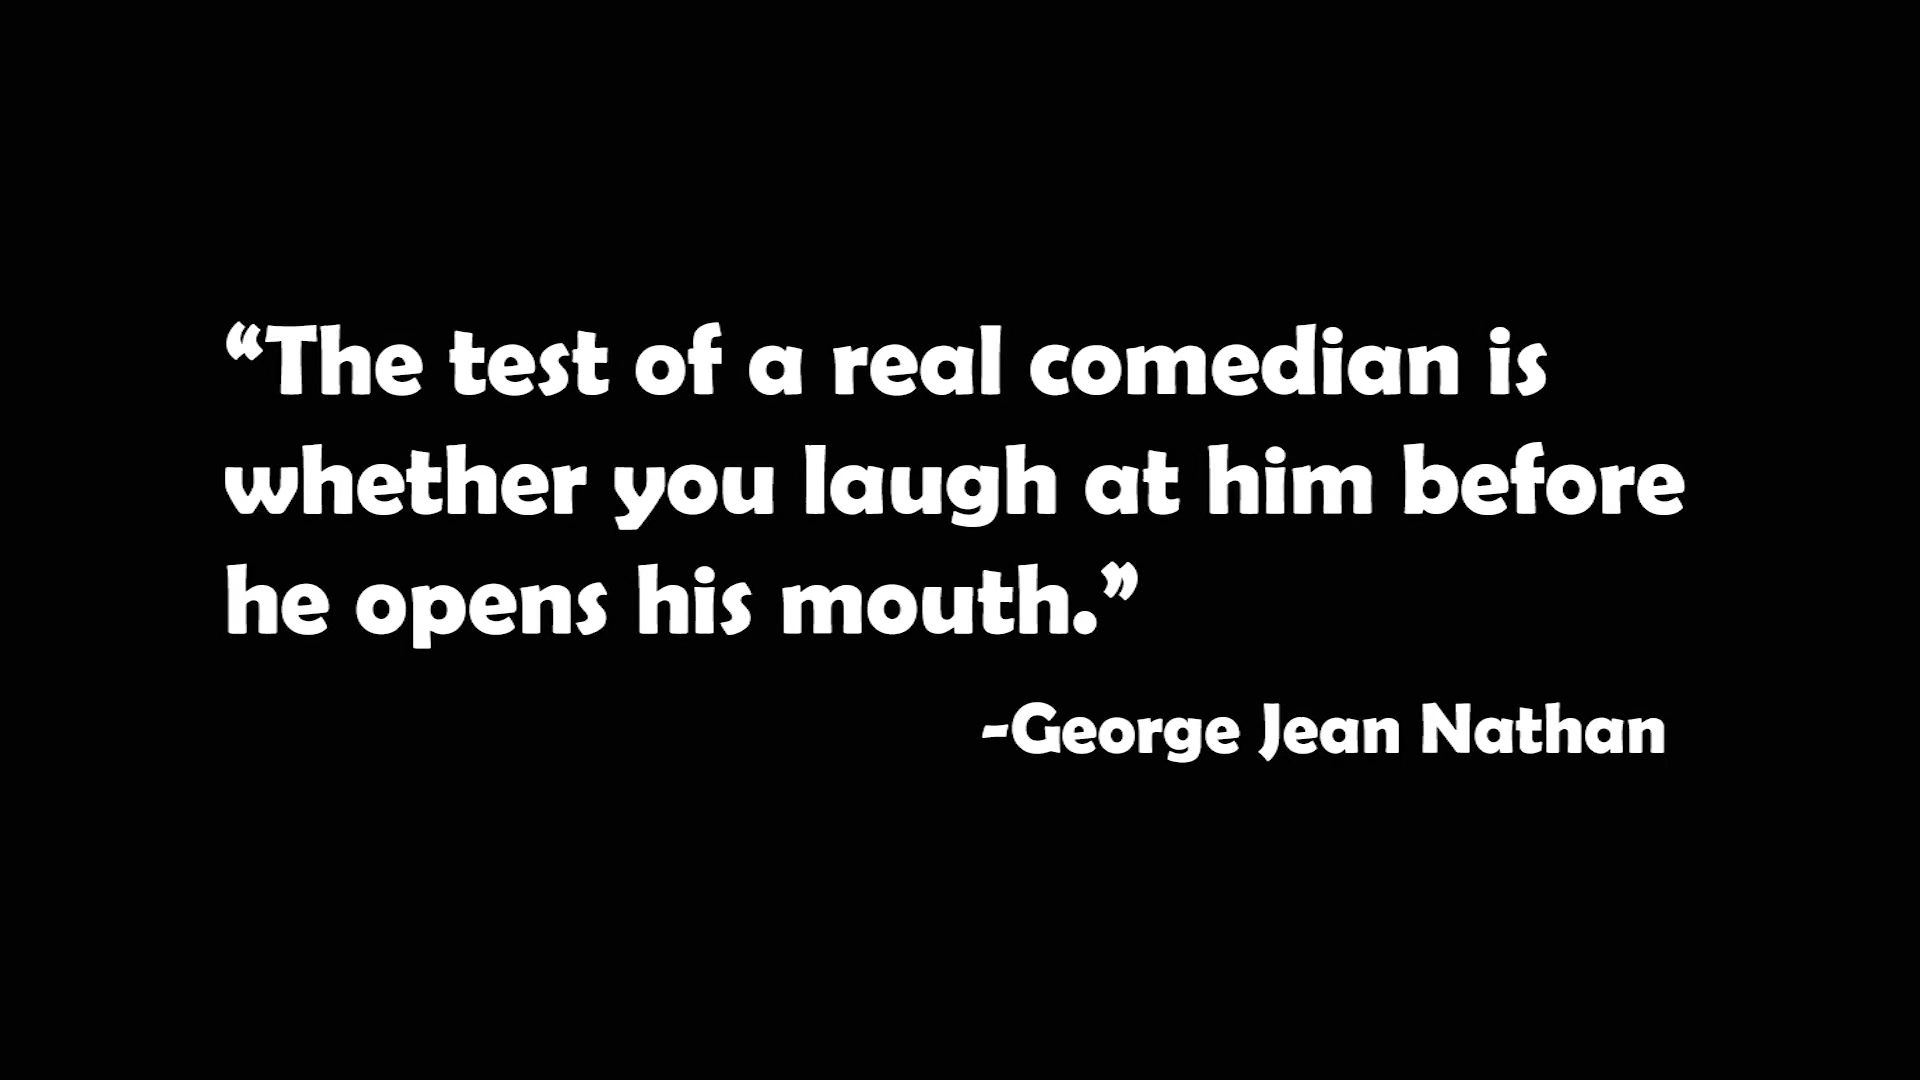 “The test of a real comedian is
whether you laugh at him before
he opens his mouth.”
-George Jean Nathan